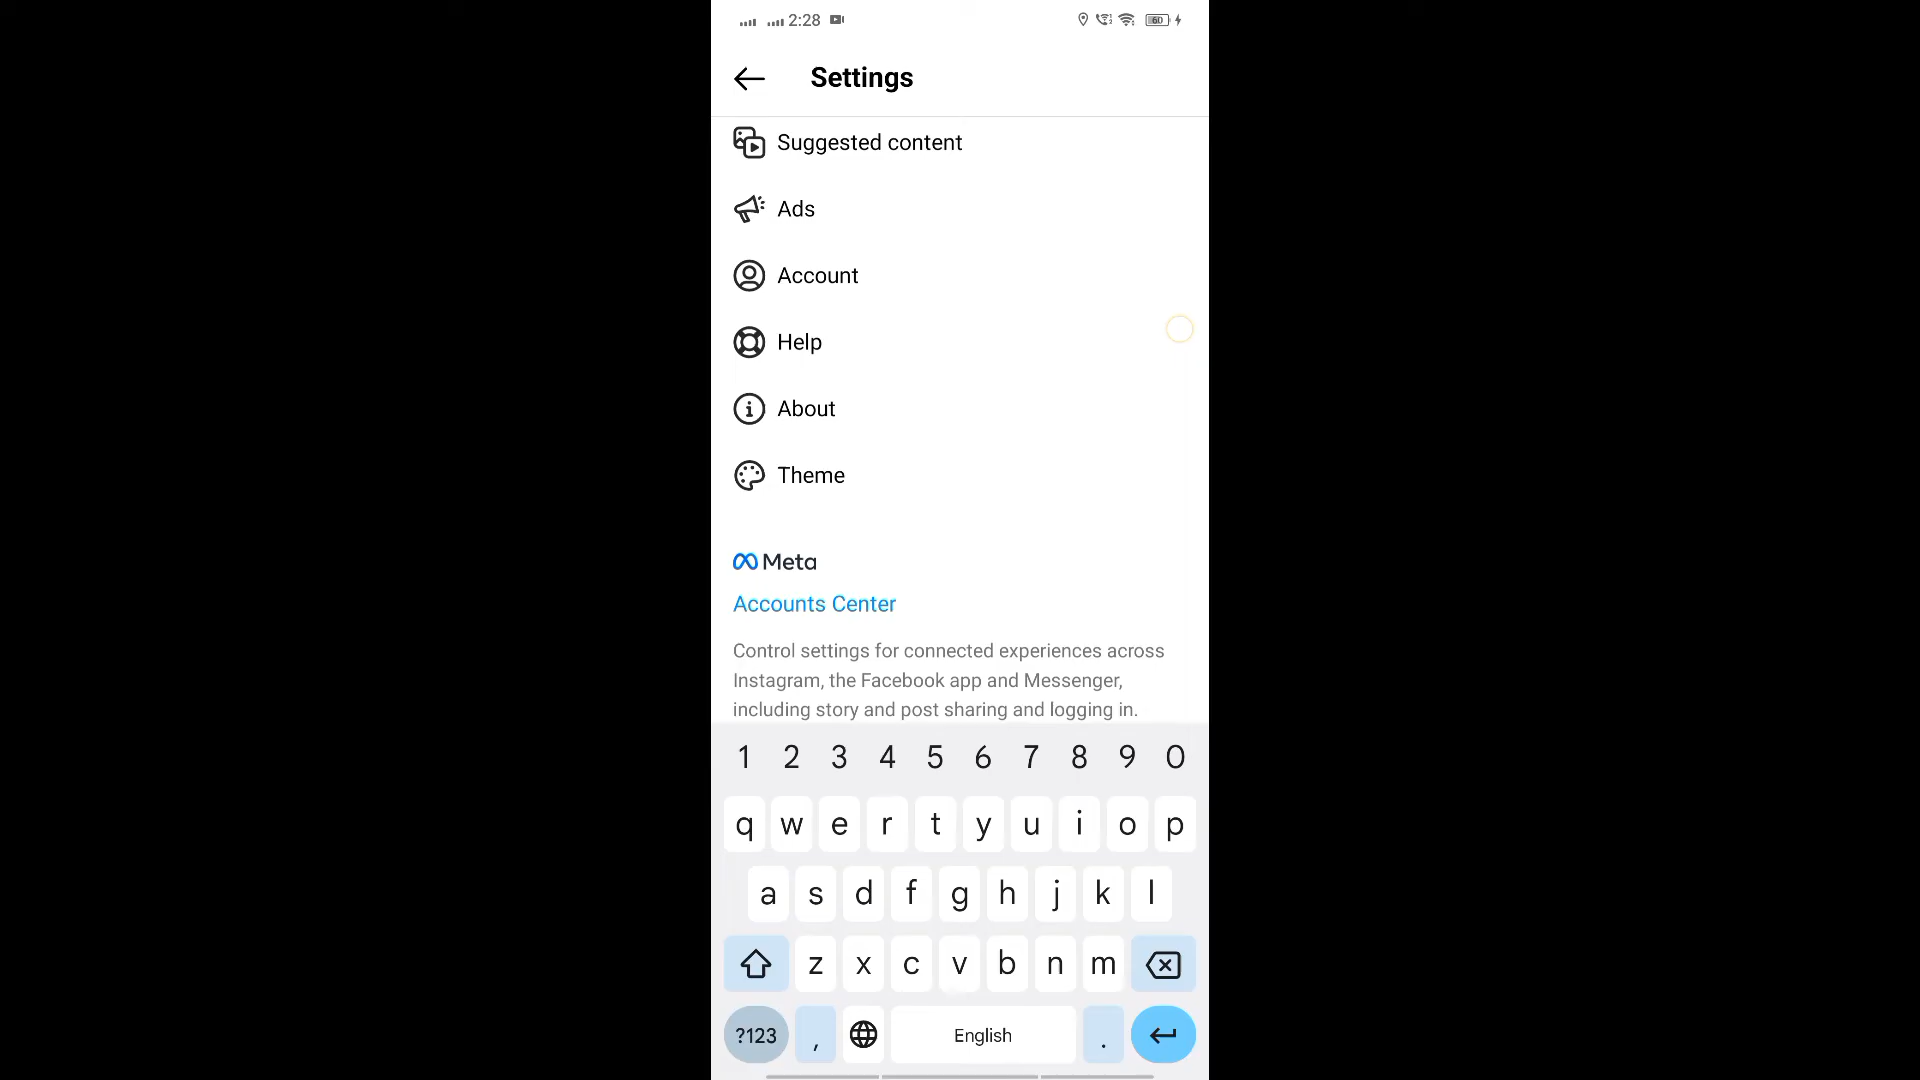 2:28
60
Settings
Suggested content
Ads
Account
Help
About
Theme
Meta
Accounts Center
Control settings for connected experiences across
Instagram, the Facebook app and Messenger,
including story and post sharing and logging in.
1 2 3 4 5 6 7 8 9 0
q w e r t y u i o p
a s d f g h j k l
z x c v b n m
?123 , English .